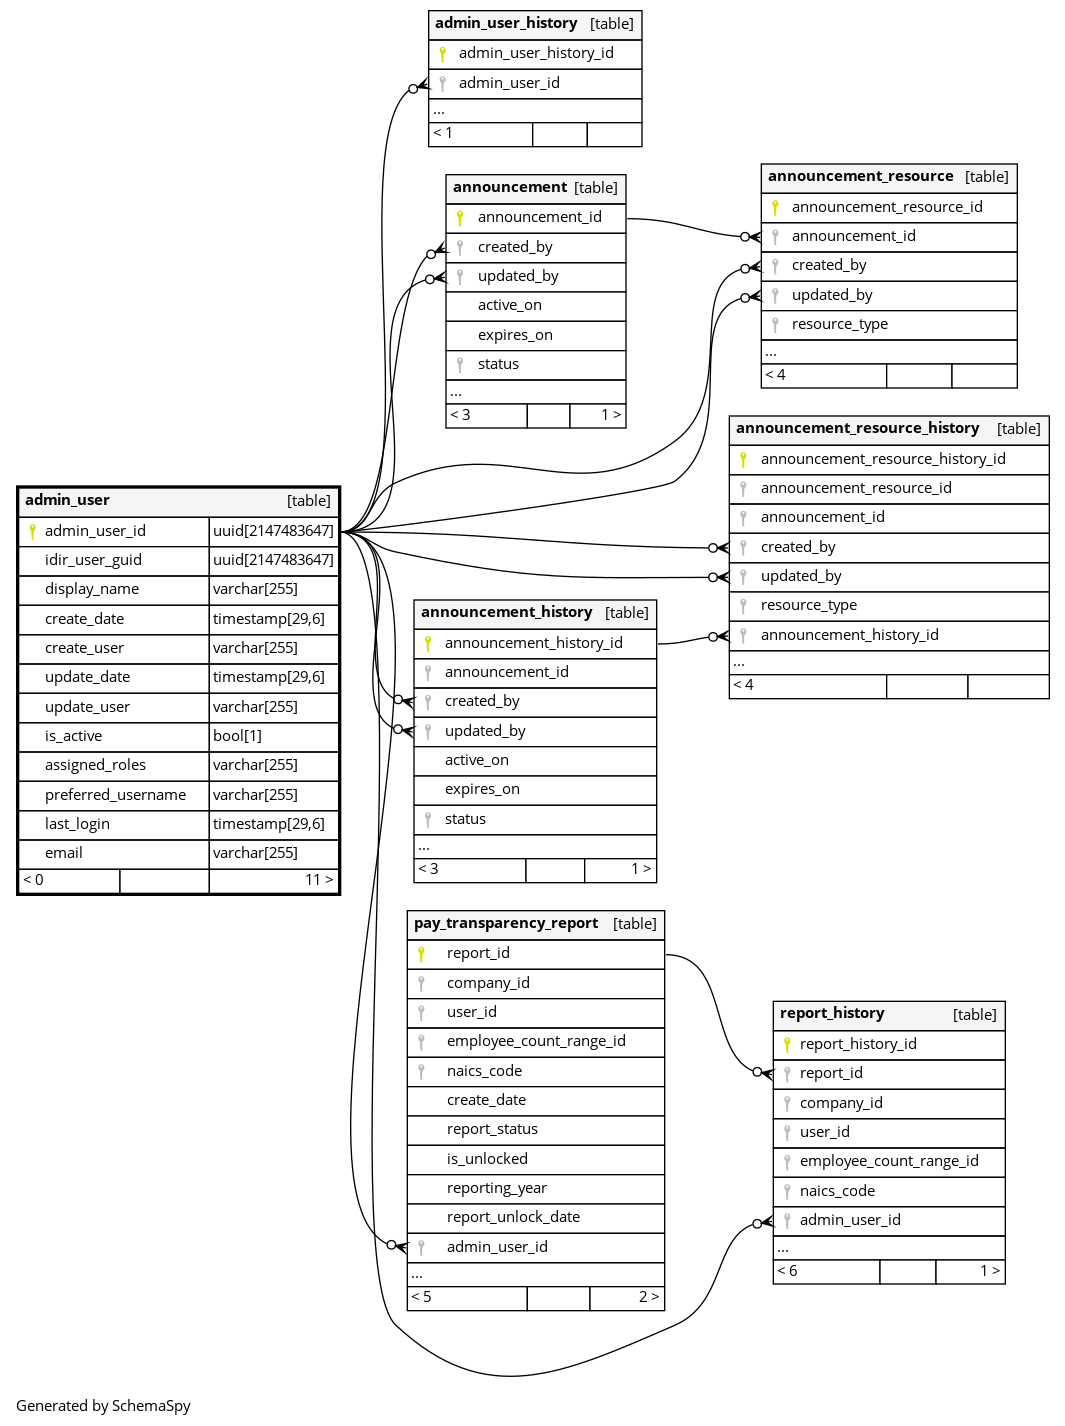 admin_user_history [table]
admin_user_history_id
admin_user_id
...
< 1
announcement [table]
announcement_id
created_by
updated_by
active_on
expires_on
status
...
< 3 1 >
announcement_resource [table]
announcement_resource_id
announcement_id
created_by
updated_by
resource_type
...
< 4
announcement_resource_history [table]
announcement_resource_history_id
announcement_resource_id
announcement_id
created_by
updated_by
resource_type
announcement_history_id
...
< 4
admin_user [table]
admin_user_id uuid[2147483647]
idir_user_guid uuid[2147483647]
display_name varchar[255]
create_date timestamp[29,6]
create_user varchar[255]
update_date timestamp[29,6]
update_user varchar[255]
is_active bool[1]
assigned_roles varchar[255]
preferred_username varchar[255]
last_login timestamp[29,6]
email varchar[255]
< 0 11 >
announcement_history [table]
announcement_history_id
announcement_id
created_by
updated_by
active_on
expires_on
status
...
< 3 1 >
pay_transparency_report [table]
report_id
company_id
user_id
employee_count_range_id
naics_code
create_date
report_status
is_unlocked
reporting_year
report_unlock_date
admin_user_id
...
< 5 2 >
report_history [table]
report_history_id
report_id
company_id
user_id
employee_count_range_id
naics_code
admin_user_id
...
< 6 1 >
Generated by SchemaSpy